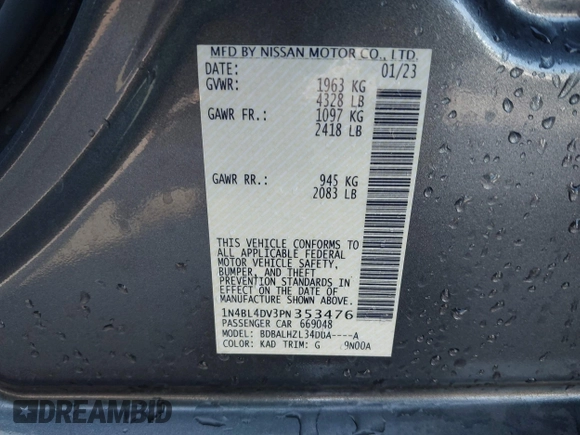 MFD BY NISSAN MOTOR CO., LTD.
DATE: 01/23
GVWR: 1963 KG
4328 LB
GAWR FR.: 1097 KG
2418 LB
GAWR RR.: 945 KG
2083 LB
THIS VEHICLE CONFORMS TO
ALL APPLICABLE FEDERAL
MOTOR VEHICLE SAFETY,
BUMPER, AND THEFT
PREVENTION STANDARDS IN
EFFECT ON THE DATE OF
MANUFACTURE SHOWN ABOVE.
1N4BL4DV3PN353476
PASSENGER CAR 669048
MODEL: BDBALHZL34DDA----A
COLOR: KAD TRIM: G 9N00A
DREAMBID